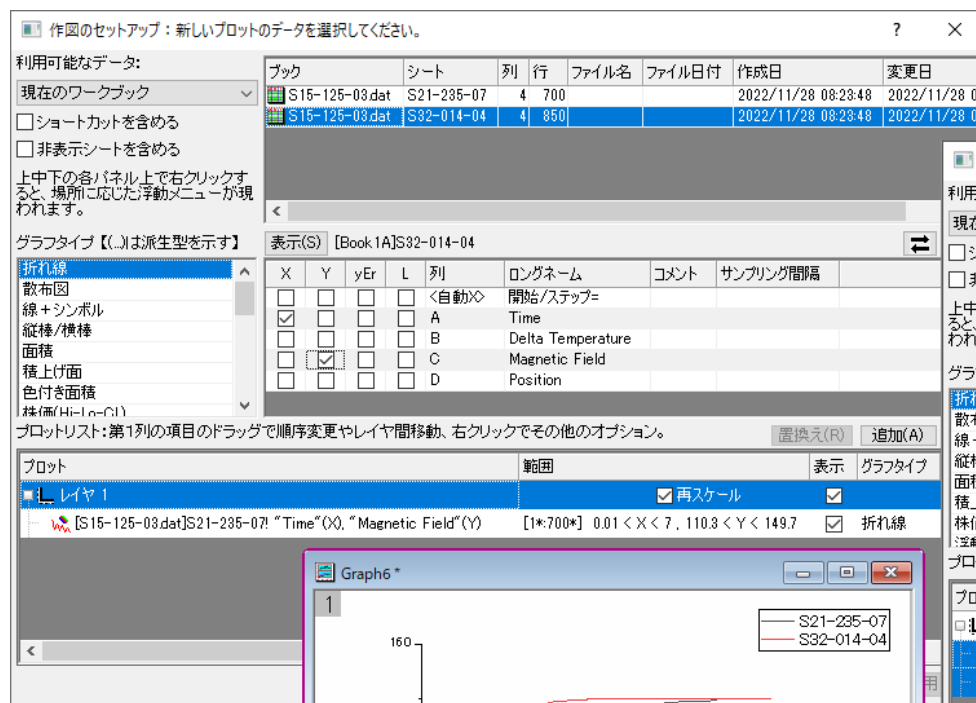 作図のセットアップ：新しいプロットのデータを選択してください。
? ×
利用可能なデータ:
現在のワークブック
ショートカットを含める
非表示シートを含める
上中下の各パネル上で右クリックす
ると、場所に応じた浮動メニューが現
われます。
ブック シート 列 行 ファイル名 ファイル日付 作成日 変更日
S15-125-03.dat S21-235-07 4 700 2022/11/28 08:23:48 2022/11/28 0
S15-125-03.dat S32-014-04 4 850 2022/11/28 08:23:48 2022/11/28 0
グラフタイプ【(...)は派生型を示す】
折れ線
散布図
線+シンボル
縦棒/横棒
面積
積上げ面
色付き面積
株価(Hi-Lo-Cl)
表示(S) [Book1A]S32-014-04
X Y yEr L 列 ロングネーム コメント サンプリング間隔
<自動X> 開始/ステップ=
A Time
B Delta Temperature
C Magnetic Field
D Position
プロットリスト：第1列の項目のドラッグで順序変更やレイヤ間移動、右クリックでその他のオプション。
置換え(R) 追加(A)
プロット 範囲 表示 グラフタイプ
レイヤ 1 再スケール
[S15-125-03.dat]S21-235-07! "Time"(X), "Magnetic Field"(Y) [1*:700*] 0.01 < X < 7 , 110.3 < Y < 149.7 折れ線
Graph6 *
1
S21-235-07
S32-014-04
160
利用
現在
上中
ると、
われ
グラ
折れ
散布
線+
縦棒
面積
積上
株価
プロ
プロ
用